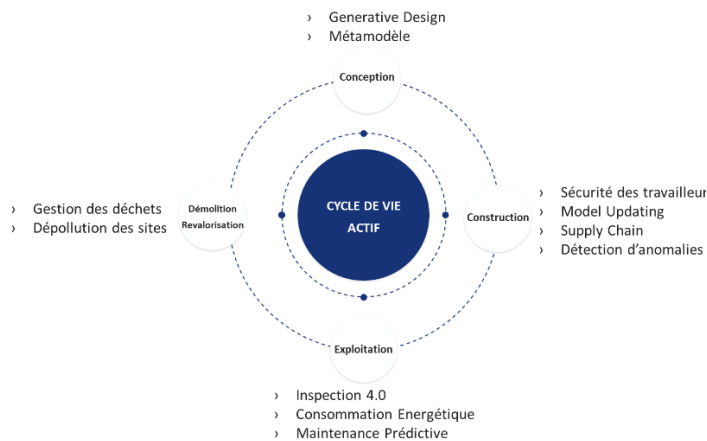 › Generative Design
› Métamodèle
Conception
› Gestion des déchets
› Dépollution des sites
Démolition
Revalorisation
CYCLE DE VIE
ACTIF
Construction
› Sécurité des travailleur
› Model Updating
› Supply Chain
› Détection d’anomalies
Exploitation
› Inspection 4.0
› Consommation Energétique
› Maintenance Prédictive